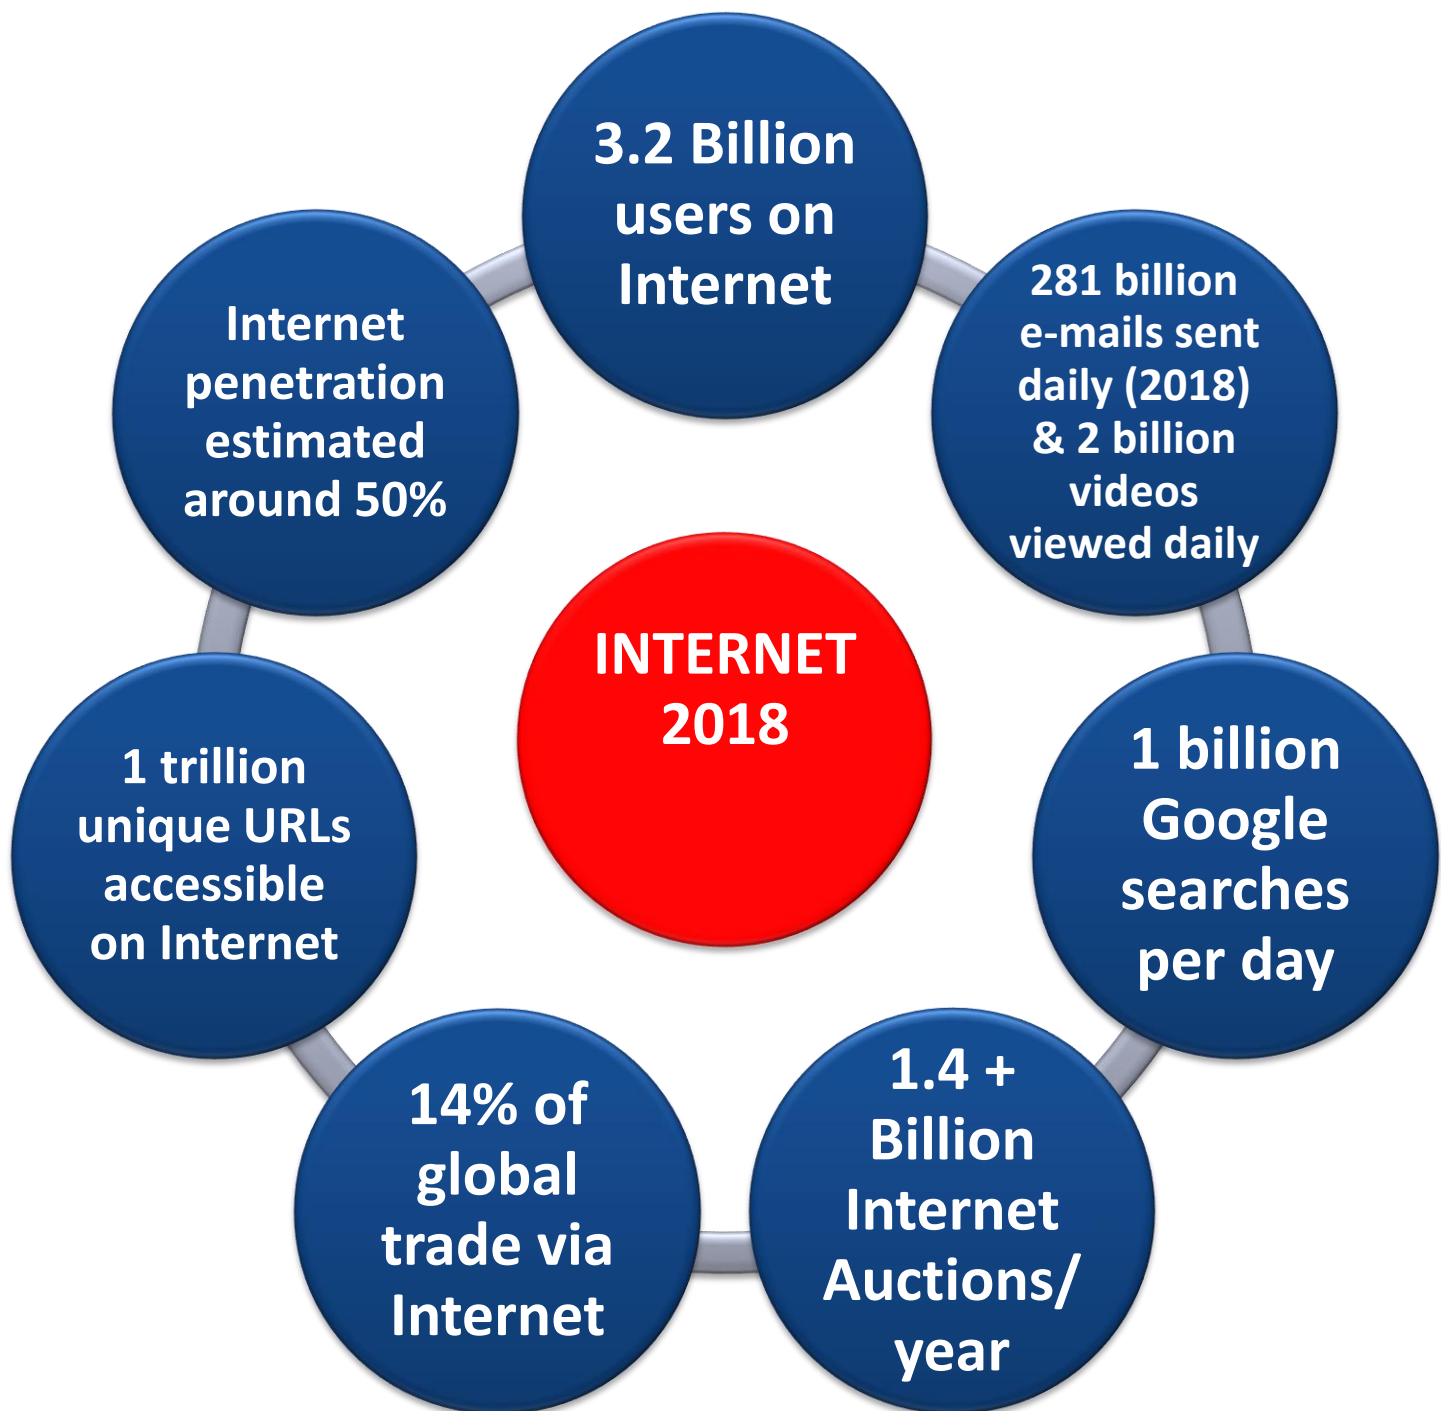 3.2 Billion
users on
Internet
281 billion
e-mails sent
daily (2018)
& 2 billion
videos
viewed daily
1 billion
Google
searches
per day
1.4 +
Billion
Internet
Auctions/
year
14% of
global
trade via
Internet
1 trillion
unique URLs
accessible
on Internet
Internet
penetration
estimated
around 50%
INTERNET
2018